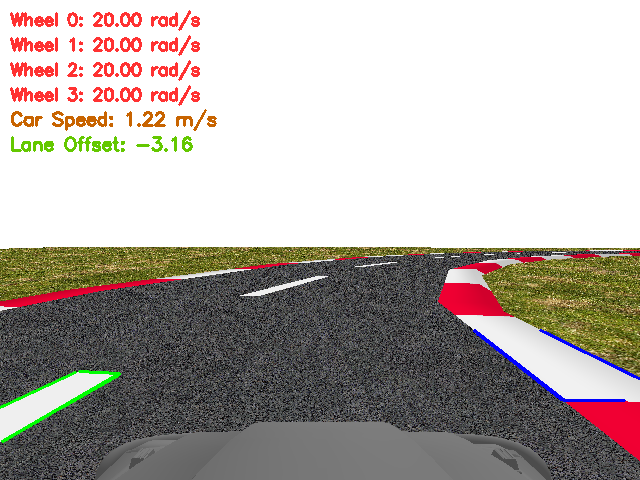 Wheel 0: 20.00 rad/s
Wheel 1: 20.00 rad/s
Wheel 2: 20.00 rad/s
Wheel 3: 20.00 rad/s
Car Speed: 1.22 m/s
Lane Offset: -3.16